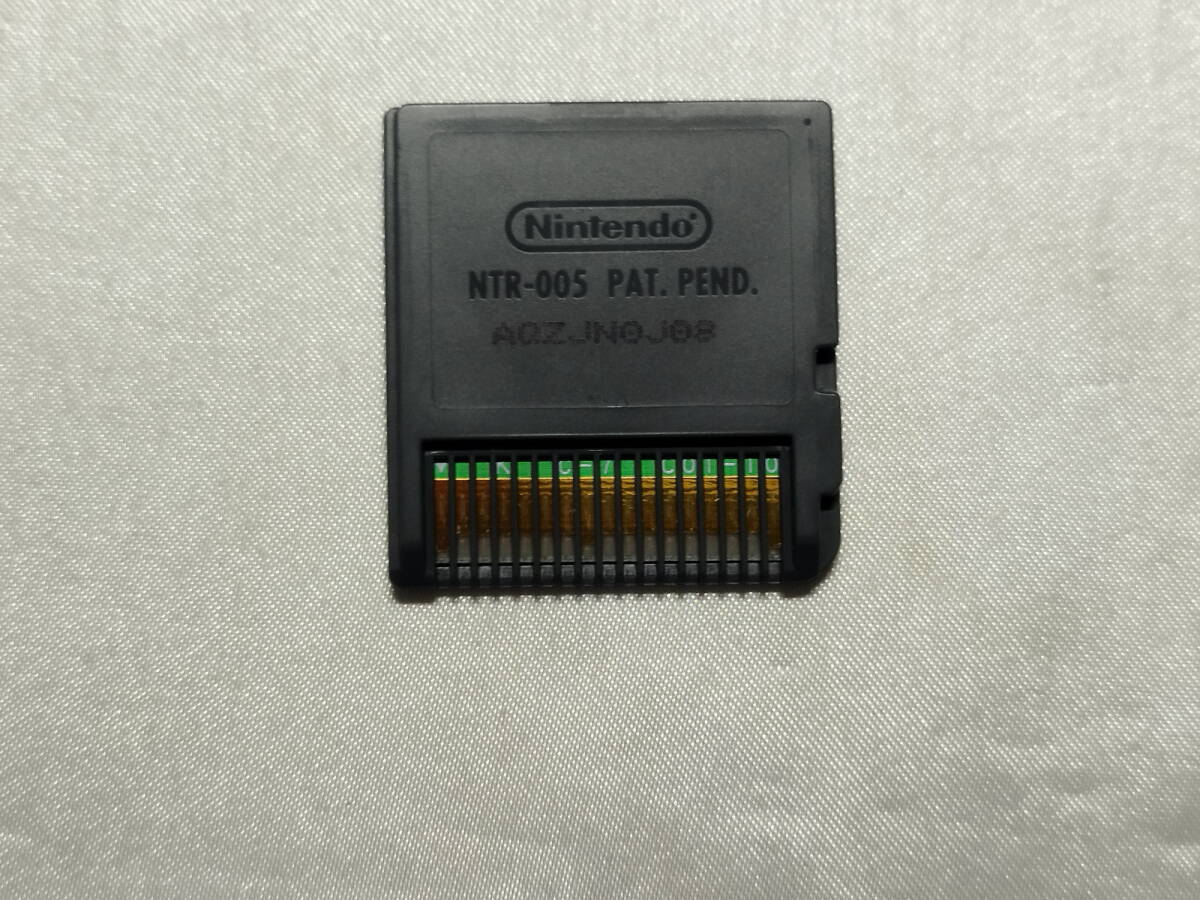 Nintendo®
NTR-005 PAT. PEND.
AQZJN0J08